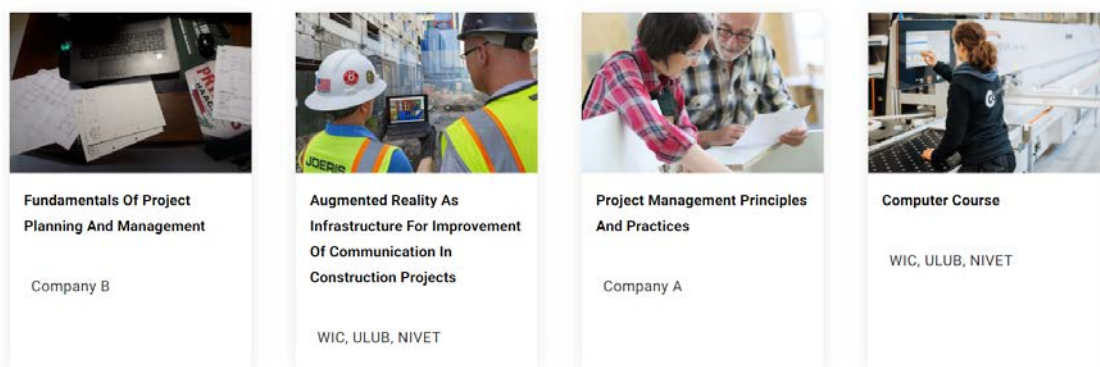 JOERIS
Fundamentals Of Project
Planning And Management
Company B
Augmented Reality As
Infrastructure For Improvement
Of Communication In
Construction Projects
WIC, ULUB, NIVET
Project Management Principles
And Practices
Company A
Computer Course
WIC, ULUB, NIVET